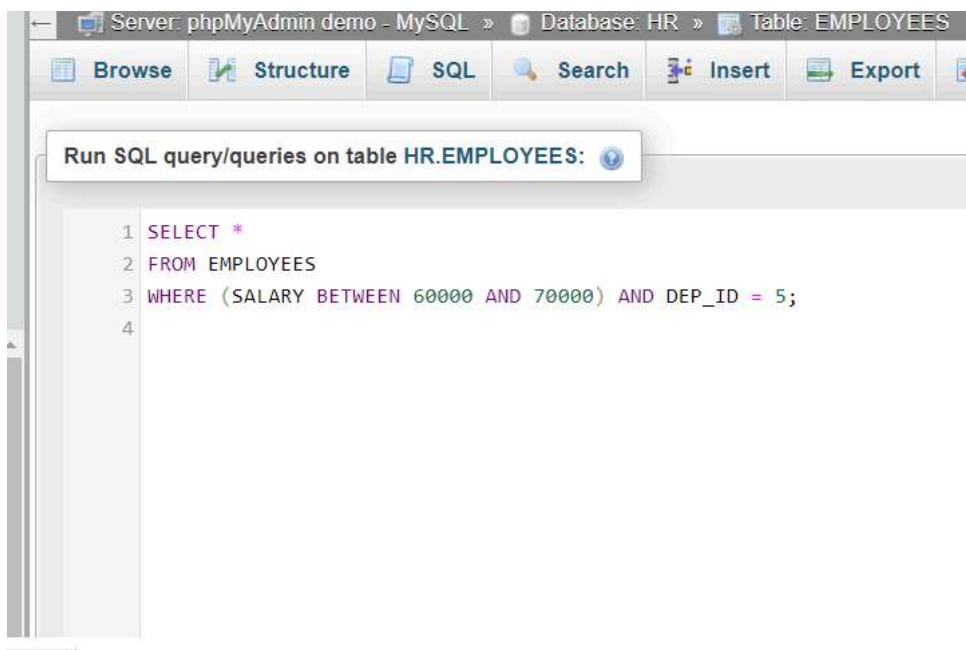 Server: phpMyAdmin demo - MySQL » Database: HR » Table: EMPLOYEES
Browse Structure SQL Search Insert Export
Run SQL query/queries on table HR.EMPLOYEES:
1 SELECT *
2 FROM EMPLOYEES
3 WHERE (SALARY BETWEEN 60000 AND 70000) AND DEP_ID = 5;
4